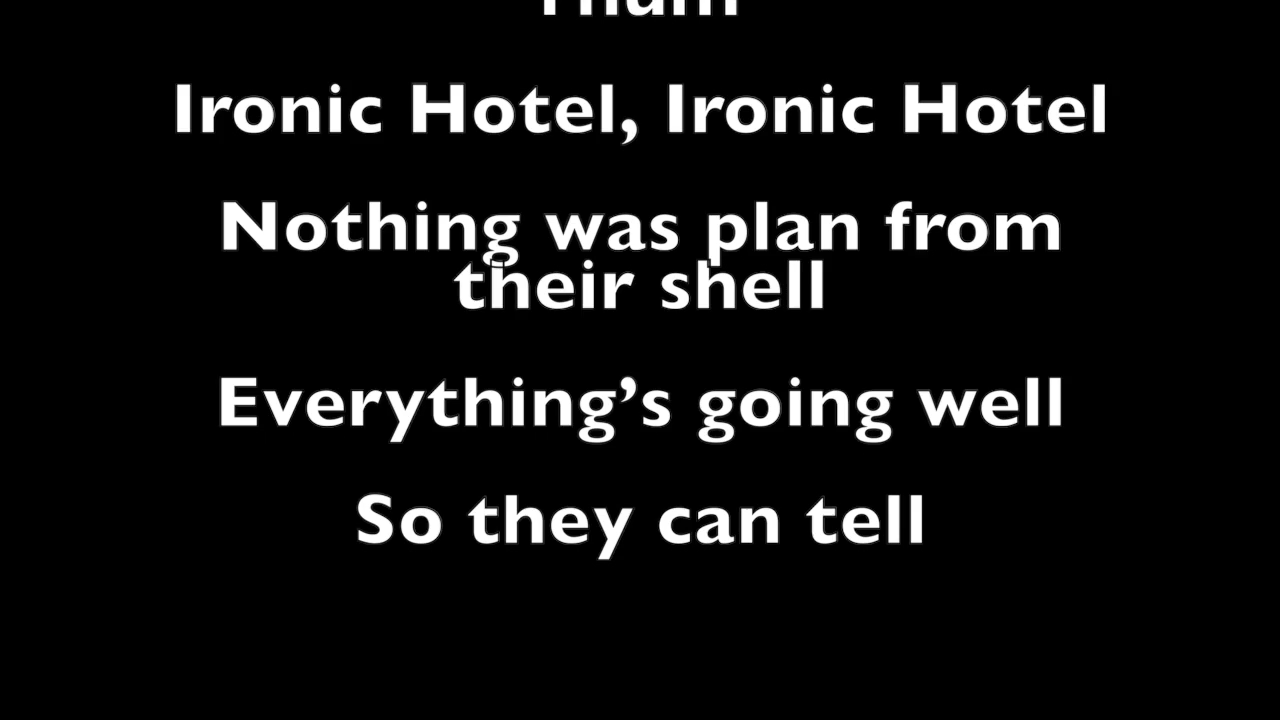 Ironic Hotel, Ironic Hotel
Nothing was plan from
their shell
Everything’s going well
So they can tell